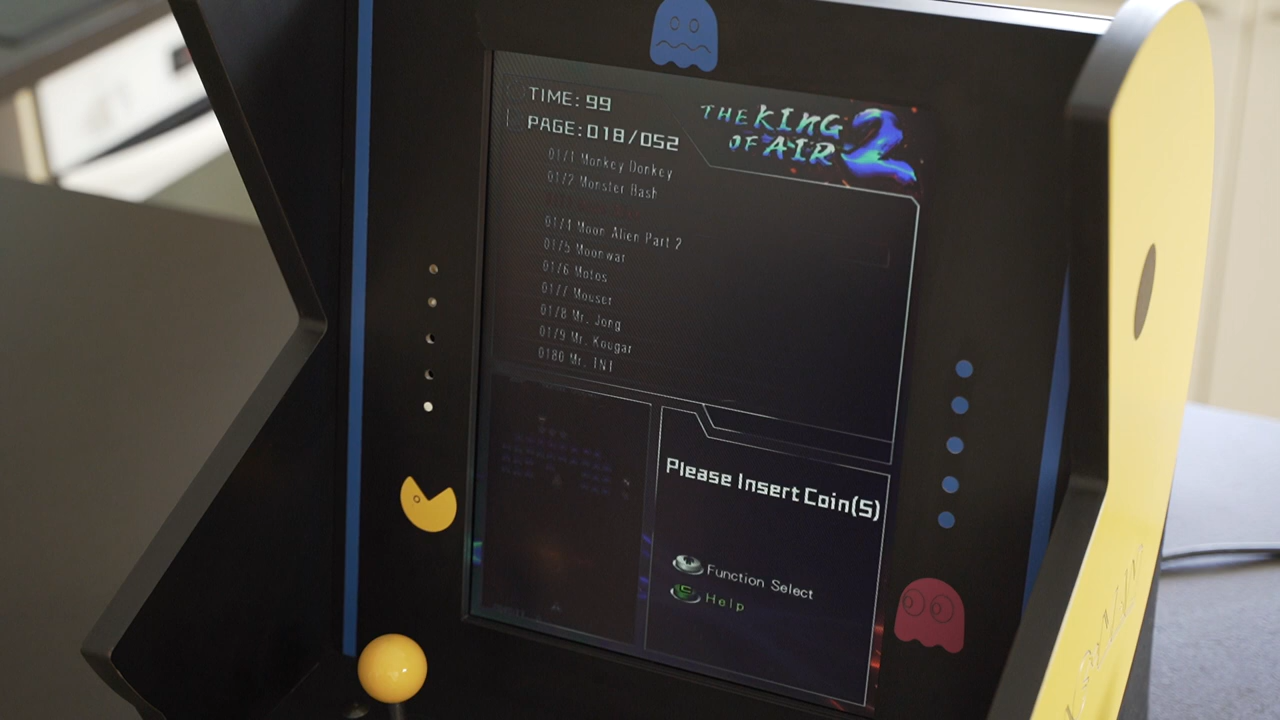 TIME: 99
PAGE:018/052
THE KING
OF AIR 2
01/1 Monkey Donkey
01/2 Monster Bash
01/4 Moon Alien Part 2
01/5 Moonwar
01/6 Motos
01/7 Mouser
01/8 Mr. Jong
01/9 Mr. Kougar
0180 Mr. TNT
Please Insert Coin(S)
Function Select
Help